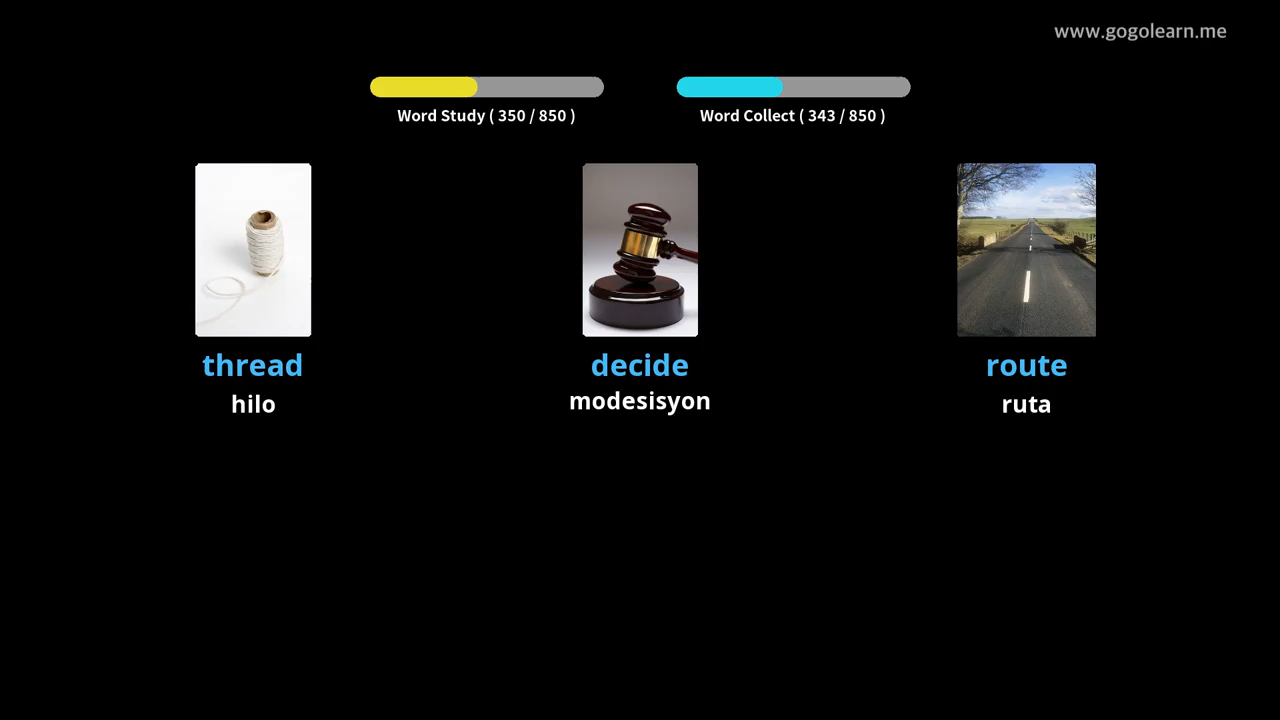 www.gogolearn.me
Word Study ( 350 / 850 )
Word Collect ( 343 / 850 )
thread
hilo
decide
modesisyon
route
ruta